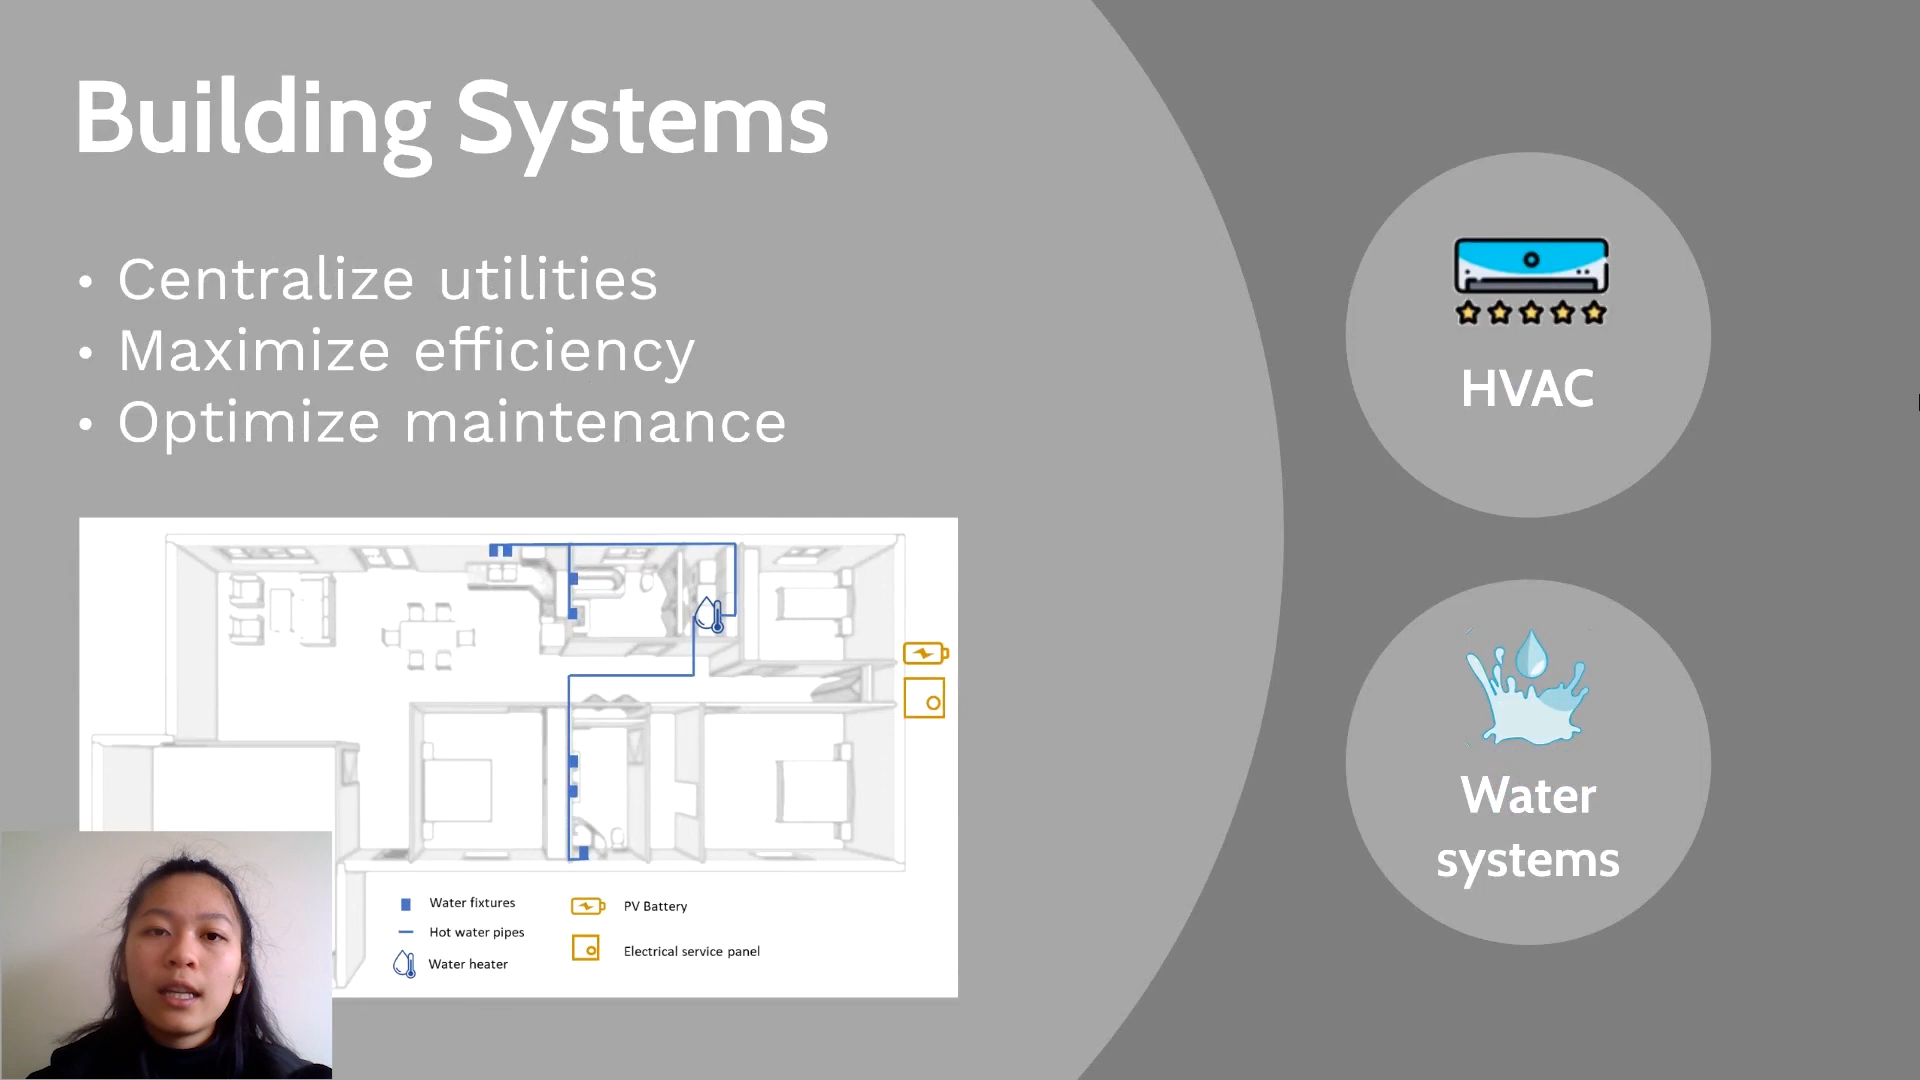 Building Systems
• Centralize utilities
• Maximize efficiency
• Optimize maintenance
HVAC
Water
systems
Water fixtures
Hot water pipes
Water heater
PV Battery
Electrical service panel